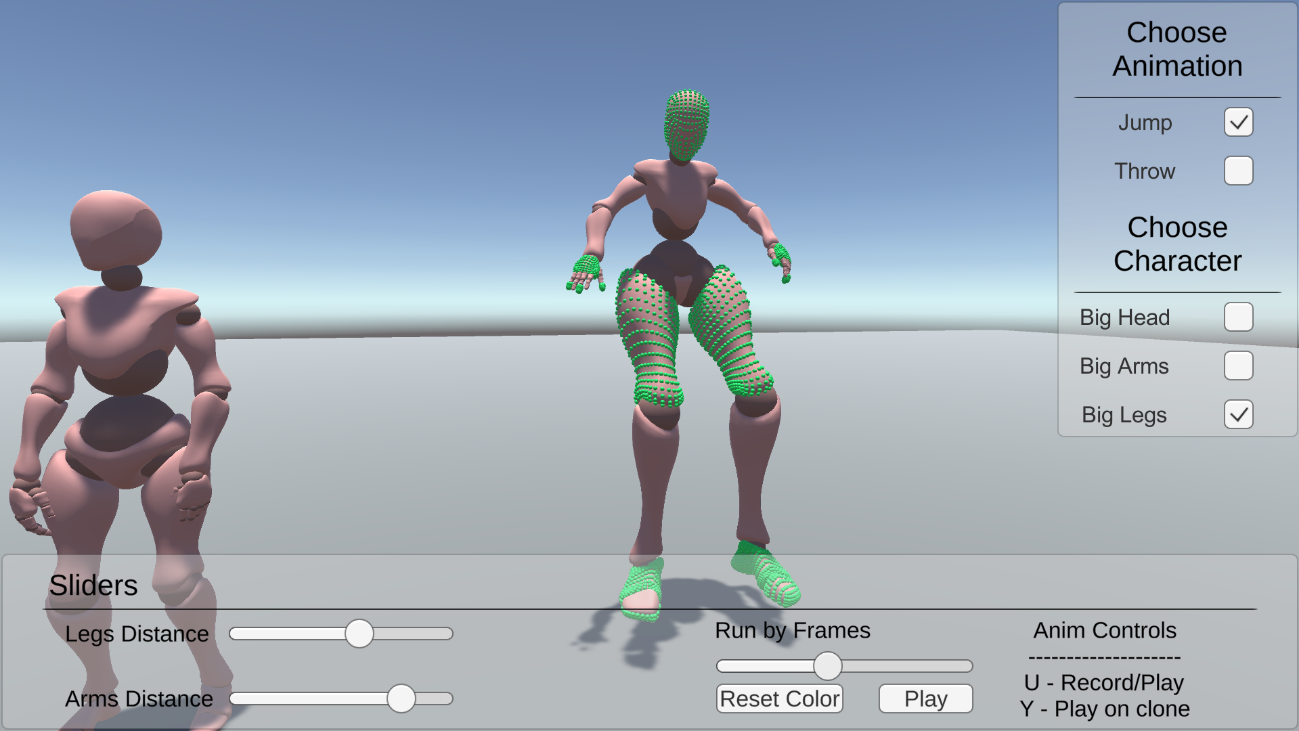 Choose
Animation
Jump
Throw
Choose
Character
Big Head
Big Arms
Big Legs
Sliders
Legs Distance
Arms Distance
Run by Frames
Reset Color
Play
Anim Controls
-------------------
U - Record/Play
Y - Play on clone